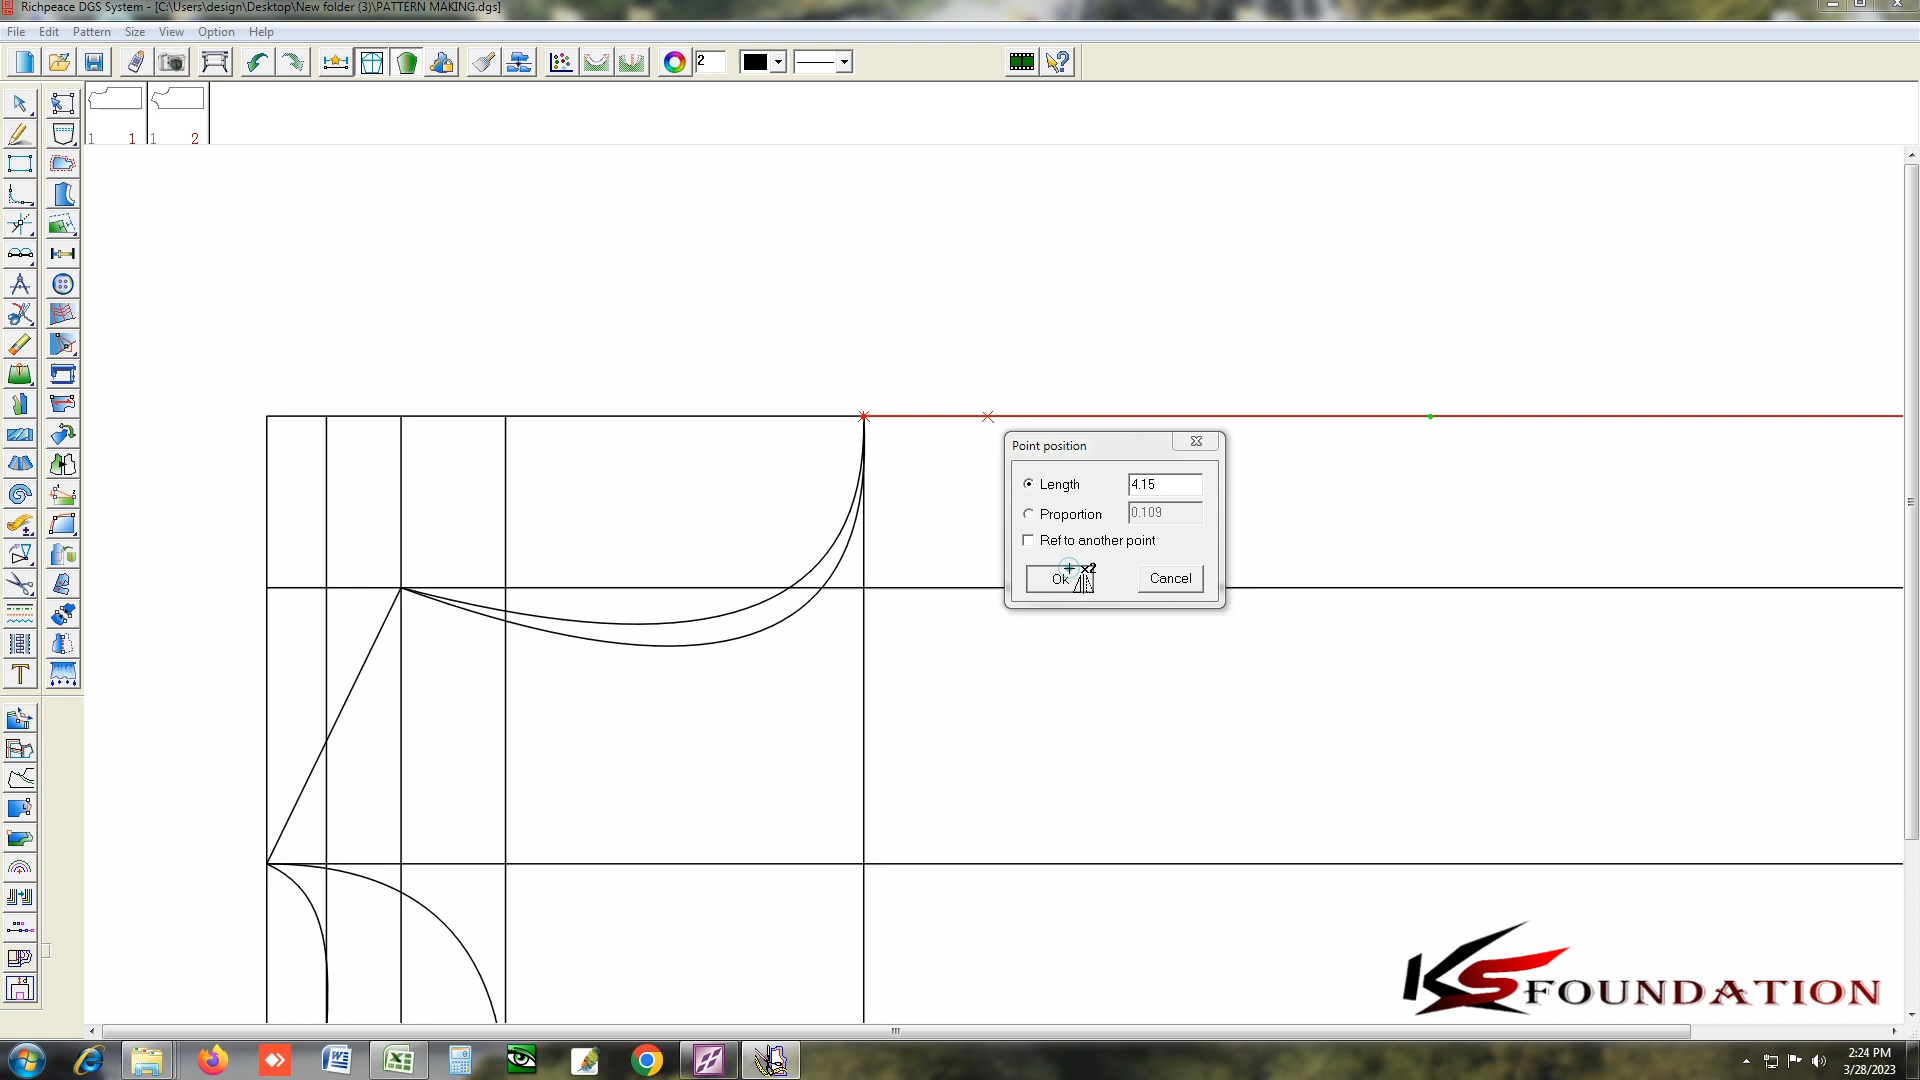 Richpeace DGS System - [C:\Users\design\Desktop\New folder (3)\PATTERN MAKING.dgs]
File Edit Pattern Size View Option Help
2
1 1 1 2
Point position
Length 4.15
Proportion 0.109
Ref to another point
Ok x2 Cancel
T
KS FOUNDATION
2:24 PM
3/28/2023